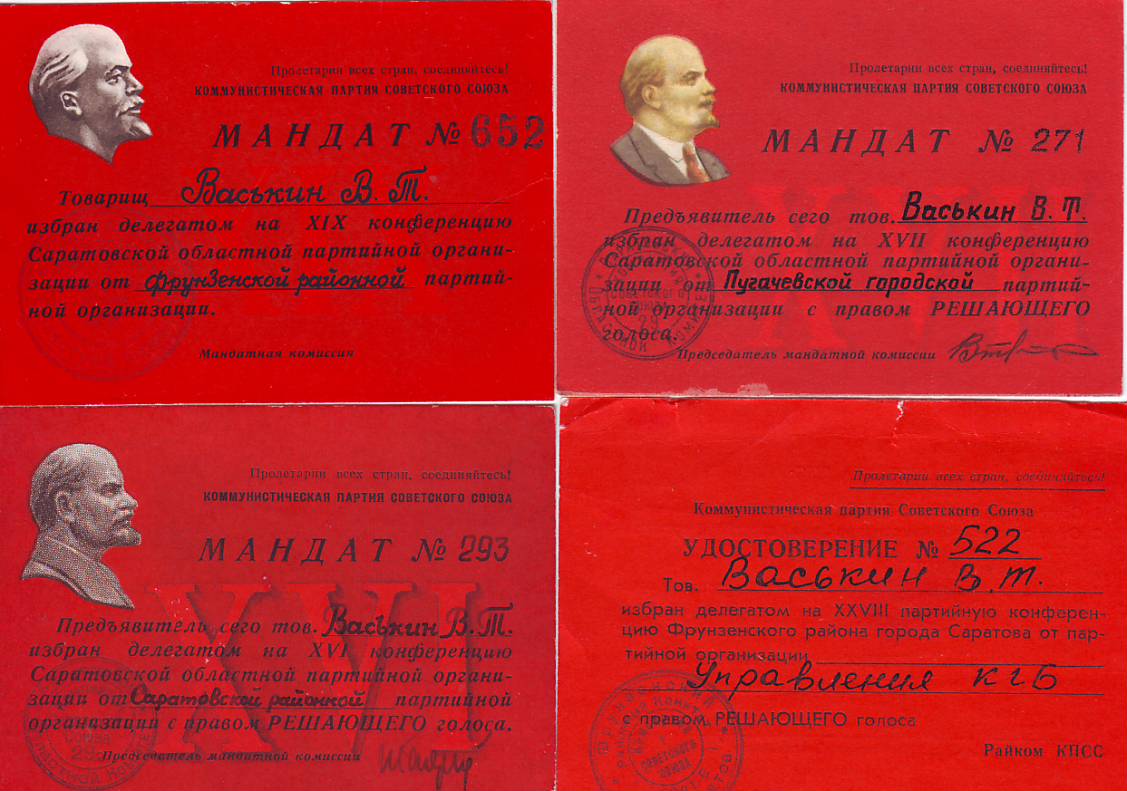 Пролетарии всех стран, соединяйтесь!
КОММУНИСТИЧЕСКАЯ ПАРТИЯ СОВЕТСКОГО СОЮЗА
МАНДАТ № 652
Товарищ Васькин В. Т.
избран делегатом на XIX конференцию
Саратовской областной партийной органи-
зации от Фрунзенской районной партий-
ной организации.
Мандатная комиссия
Пролетарии всех стран, соединяйтесь!
КОММУНИСТИЧЕСКАЯ ПАРТИЯ СОВЕТСКОГО СОЮЗА
МАНДАТ № 271
Предъявитель сего тов. Васькин В. Т.
избран делегатом на XVII конференцию
Саратовской областной партийной органи-
зации от Пугачевской городской партий-
ной организации с правом РЕШАЮЩЕГО
голоса.
Председатель мандатной комиссии
Пролетарии всех стран, соединяйтесь!
КОММУНИСТИЧЕСКАЯ ПАРТИЯ СОВЕТСКОГО СОЮЗА
МАНДАТ № 293
XVI
Предъявитель сего тов. Васькин В. Т.
избран делегатом на XVI конференцию
Саратовской областной партийной органи-
зации от Саратовской районной партийной
организации с правом РЕШАЮЩЕГО голоса.
Председатель мандатной комиссии
Пролетарии всех стран, соединяйтесь!
Коммунистическая партия Советского Союза
УДОСТОВЕРЕНИЕ № 522
Тов. Васькин В. Т.
избран делегатом на XXVIII партийную конферен-
цию Фрунзенского района города Саратова от пар-
тийной организации
Управления КГБ
с правом РЕШАЮЩЕГО голоса
Райком КПСС